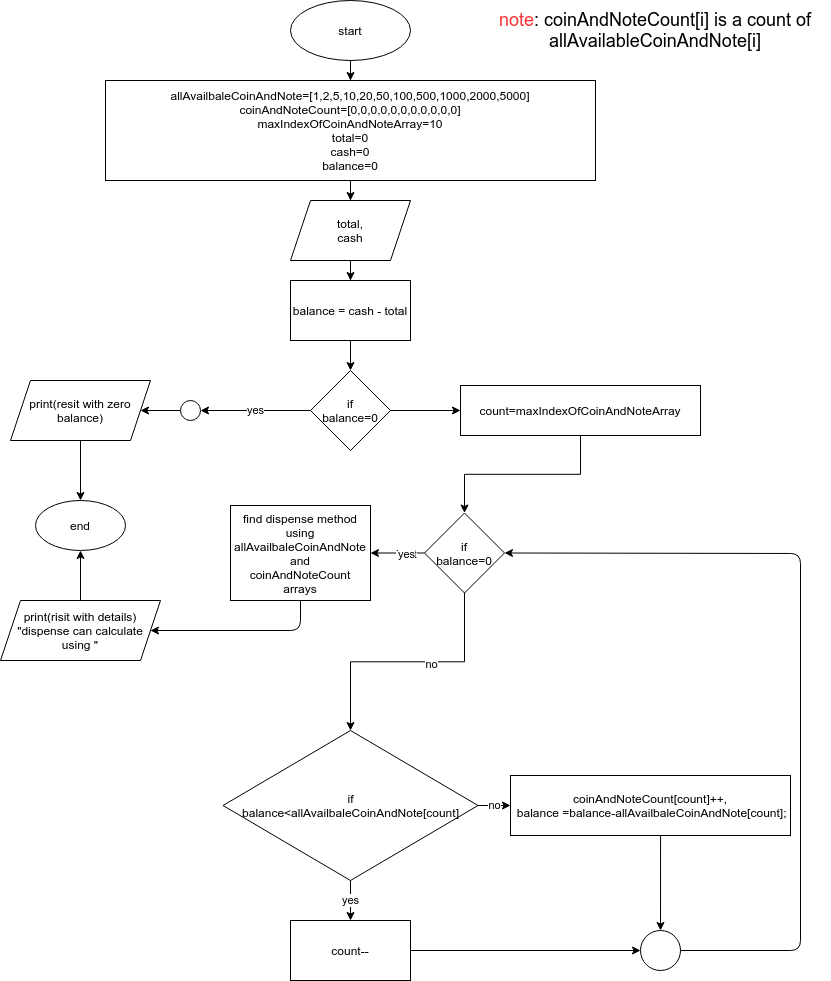 note: coinAndNoteCount[i] is a count of
allAvailableCoinAndNote[i]
start
allAvailbaleCoinAndNote=[1,2,5,10,20,50,100,500,1000,2000,5000]
coinAndNoteCount=[0,0,0,0,0,0,0,0,0,0,0]
maxIndexOfCoinAndNoteArray=10
total=0
cash=0
balance=0
total,
cash
balance = cash - total
if
balance=0
yes
print(resit with zero
balance)
count=maxIndexOfCoinAndNoteArray
end
find dispense method
using
allAvailbaleCoinAndNote
and
coinAndNoteCount
arrays
yes
if
balance=0
print(risit with details)
"dispense can calculate
using "
no
if
balance<allAvailbaleCoinAndNote[count]
no
coinAndNoteCount[count]++,
balance =balance-allAvailbaleCoinAndNote[count];
yes
count--